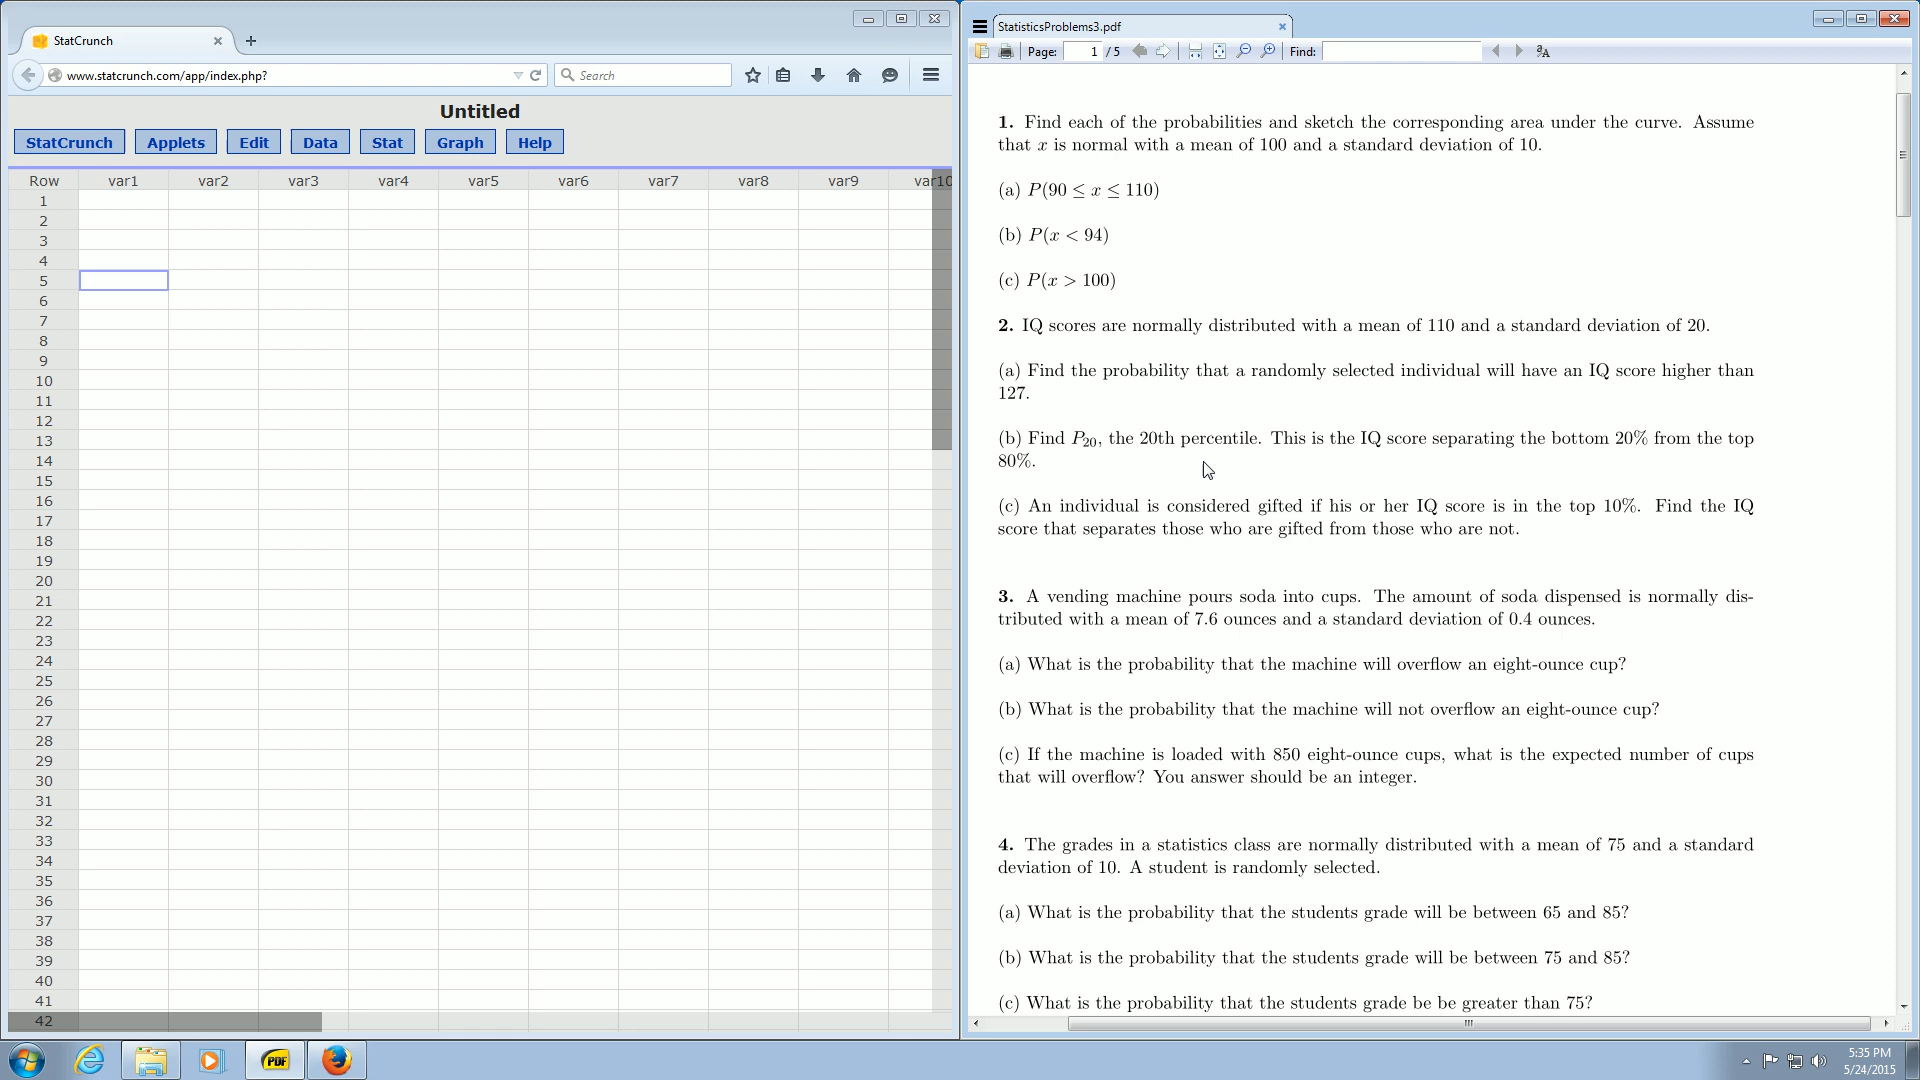 StatCrunch
www.statcrunch.com/app/index.php?
Search
Untitled
StatCrunch Applets Edit Data Stat Graph Help
Row var1 var2 var3 var4 var5 var6 var7 var8 var9 var10
1
2
3
4
5
6
7
8
9
10
11
12
13
14
15
16
17
18
19
20
21
22
23
24
25
26
27
28
29
30
31
32
33
34
35
36
37
38
39
40
41
42
StatisticsProblems3.pdf
Page: 1 / 5 Find:
1. Find each of the probabilities and sketch the corresponding area under the curve. Assume
that x is normal with a mean of 100 and a standard deviation of 10.
(a) P(90 ≤ x ≤ 110)
(b) P(x < 94)
(c) P(x > 100)
2. IQ scores are normally distributed with a mean of 110 and a standard deviation of 20.
(a) Find the probability that a randomly selected individual will have an IQ score higher than
127.
(b) Find P20, the 20th percentile. This is the IQ score separating the bottom 20% from the top
80%.
(c) An individual is considered gifted if his or her IQ score is in the top 10%. Find the IQ
score that separates those who are gifted from those who are not.
3. A vending machine pours soda into cups. The amount of soda dispensed is normally dis-
tributed with a mean of 7.6 ounces and a standard deviation of 0.4 ounces.
(a) What is the probability that the machine will overflow an eight-ounce cup?
(b) What is the probability that the machine will not overflow an eight-ounce cup?
(c) If the machine is loaded with 850 eight-ounce cups, what is the expected number of cups
that will overflow? You answer should be an integer.
4. The grades in a statistics class are normally distributed with a mean of 75 and a standard
deviation of 10. A student is randomly selected.
(a) What is the probability that the students grade will be between 65 and 85?
(b) What is the probability that the students grade will be between 75 and 85?
(c) What is the probability that the students grade be be greater than 75?
PDF
5:35 PM
5/24/2015